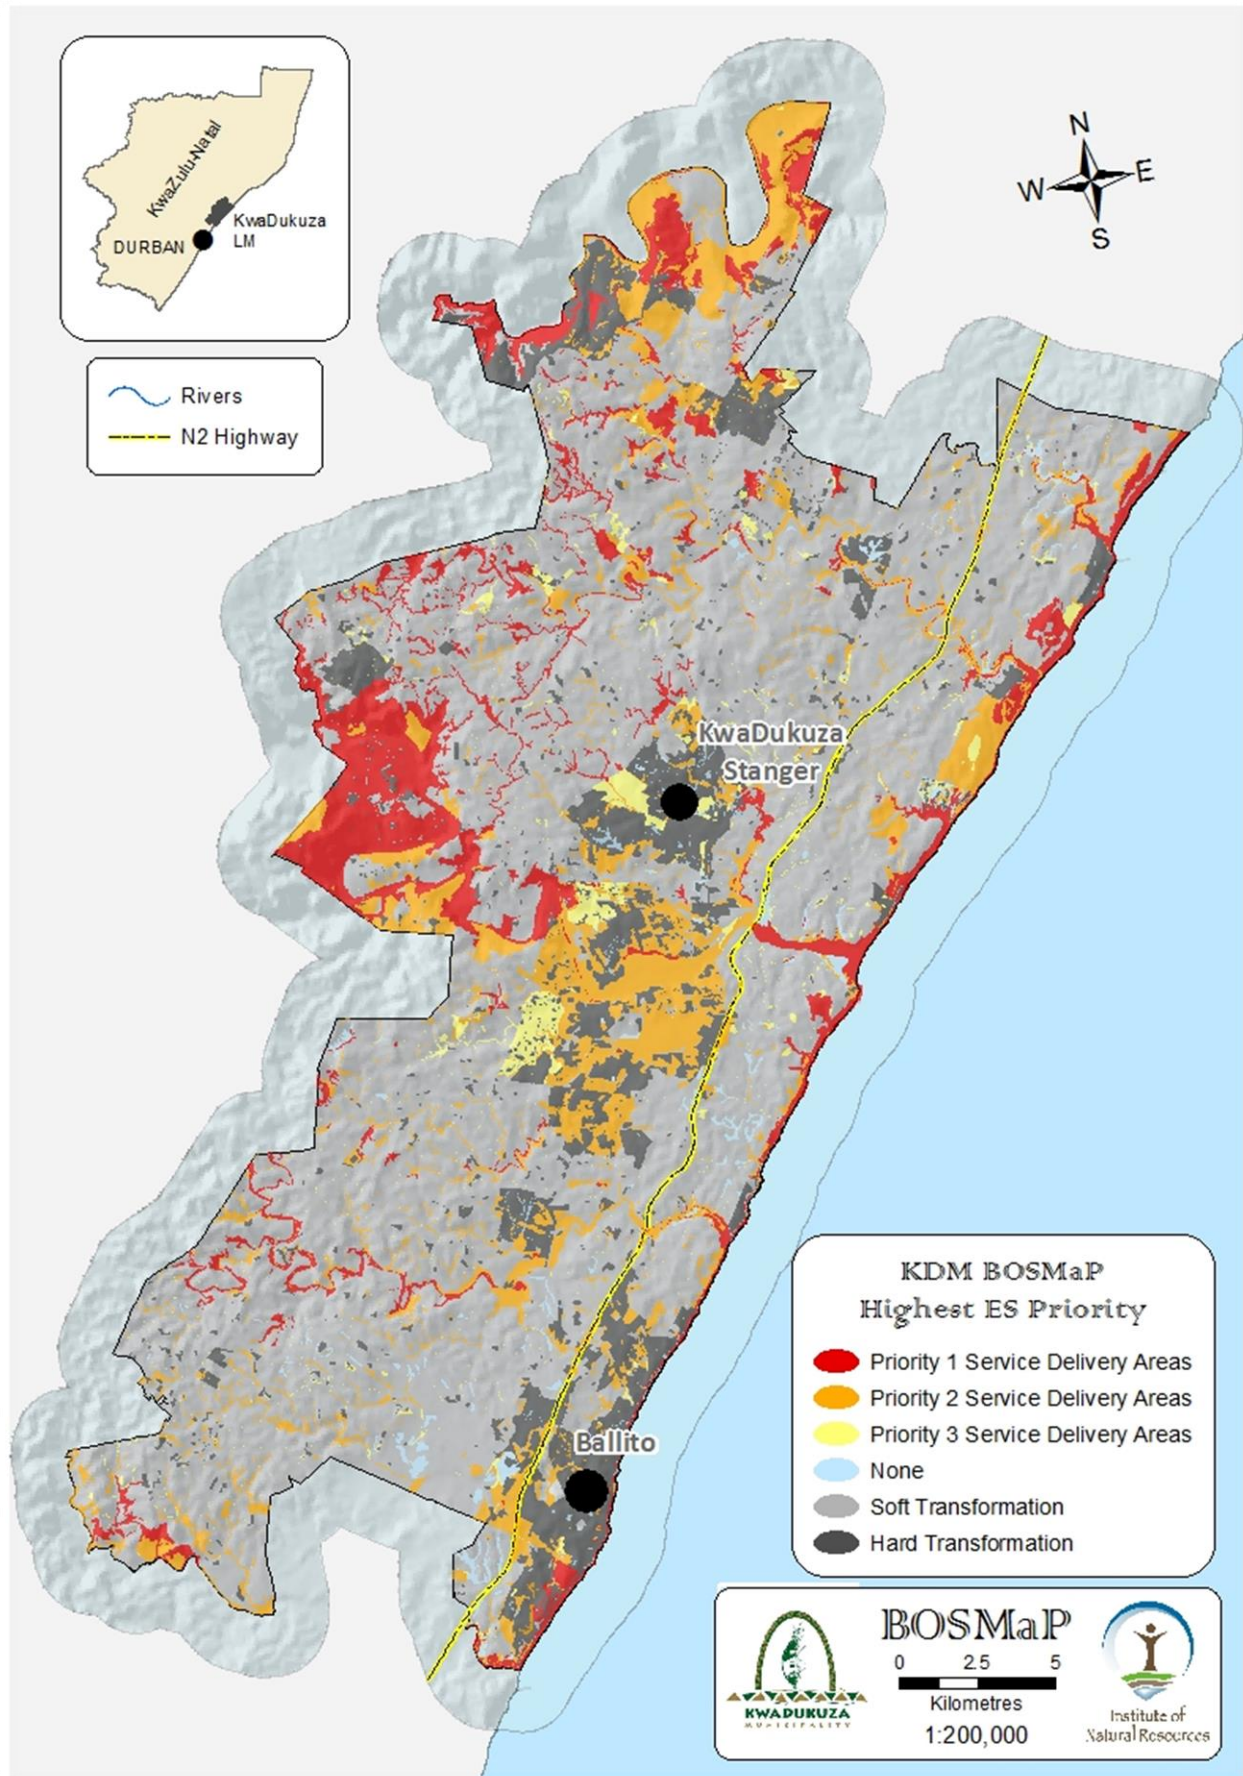 KwaZulu-Natal
KwaDukuza
LM
DURBAN
N
W
E
S
Rivers
N2 Highway
KwaDukuza
Stanger
Ballito
KDM BOSMaP
Highest ES Priority
Priority 1 Service Delivery Areas
Priority 2 Service Delivery Areas
Priority 3 Service Delivery Areas
None
Soft Transformation
Hard Transformation
KWADUKUZA
MUNICIPALITY
BOSMaP
0 2.5 5
Kilometres
1:200,000
Institute of
Natural Resources